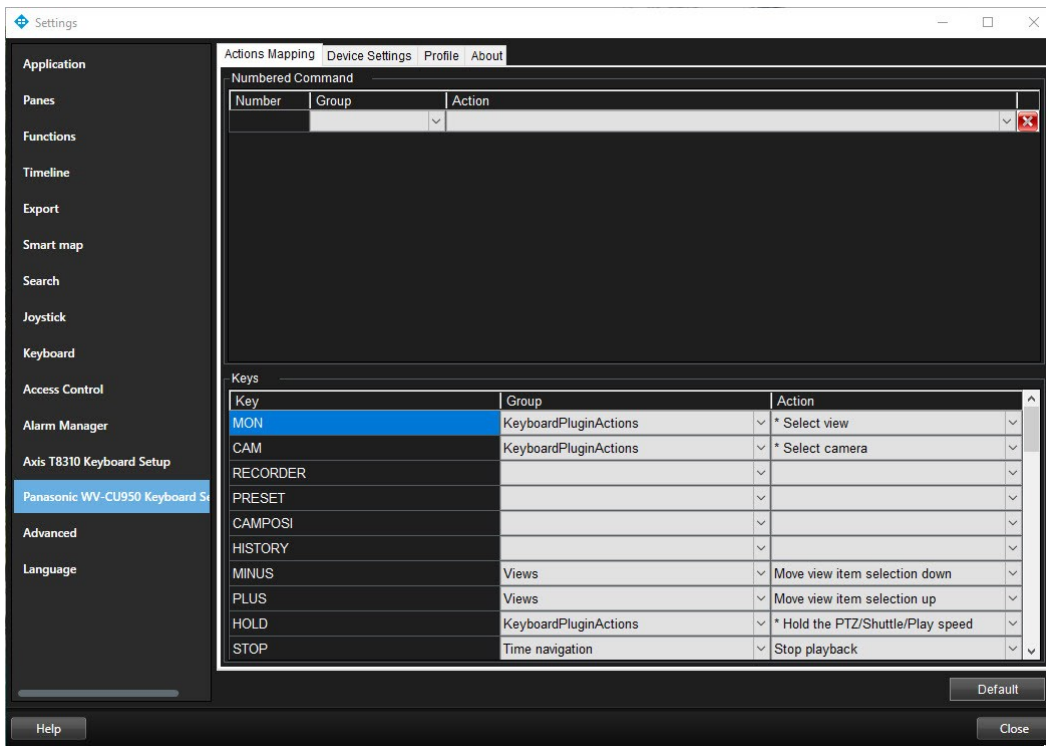 Settings
Application
Panes
Functions
Timeline
Export
Smart map
Search
Joystick
Keyboard
Access Control
Alarm Manager
Axis T8310 Keyboard Setup
Panasonic WV-CU950 Keyboard Se
Advanced
Language
Actions Mapping Device Settings Profile About
Numbered Command
Number Group Action
Keys
Key Group Action
MON KeyboardPluginActions * Select view
CAM KeyboardPluginActions * Select camera
RECORDER
PRESET
CAMPOSI
HISTORY
MINUS Views Move view item selection down
PLUS Views Move view item selection up
HOLD KeyboardPluginActions * Hold the PTZ/Shuttle/Play speed
STOP Time navigation Stop playback
Default
Help Close